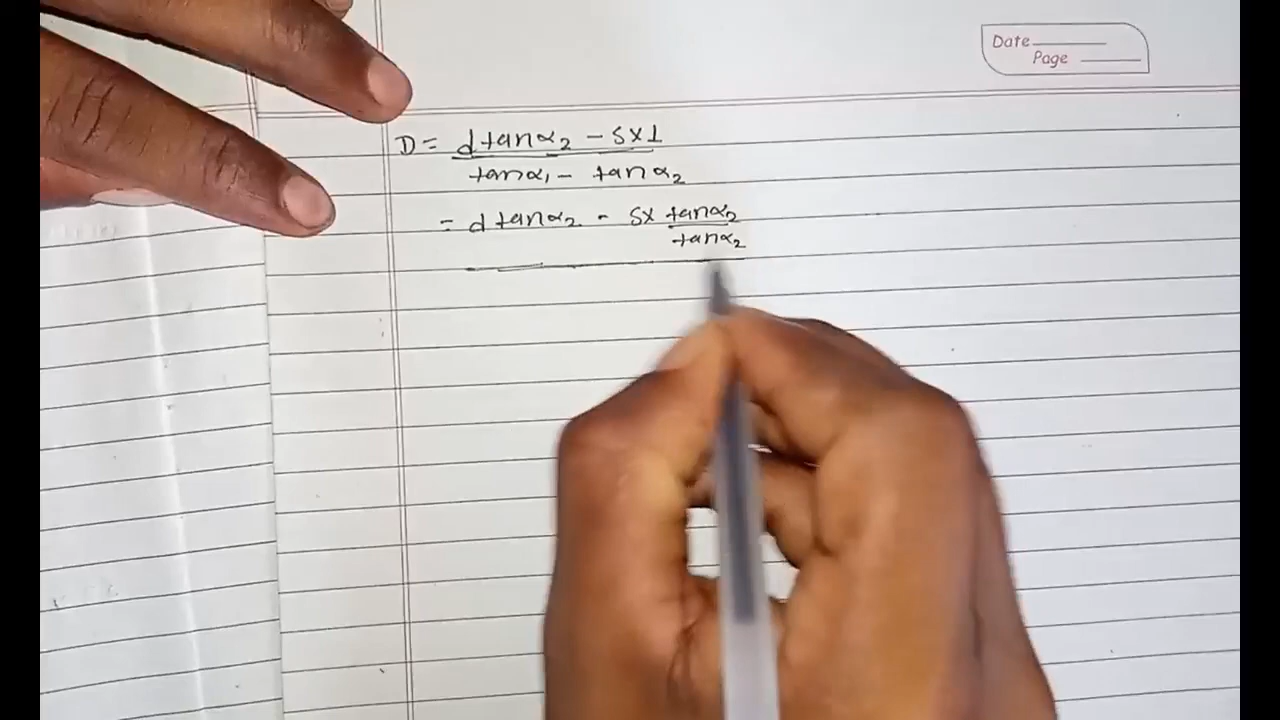 Date
Page
D = d tanα₂ - S×1
tanα₁ - tanα₂
= d tanα₂ - S× tanα₂
tanα₂